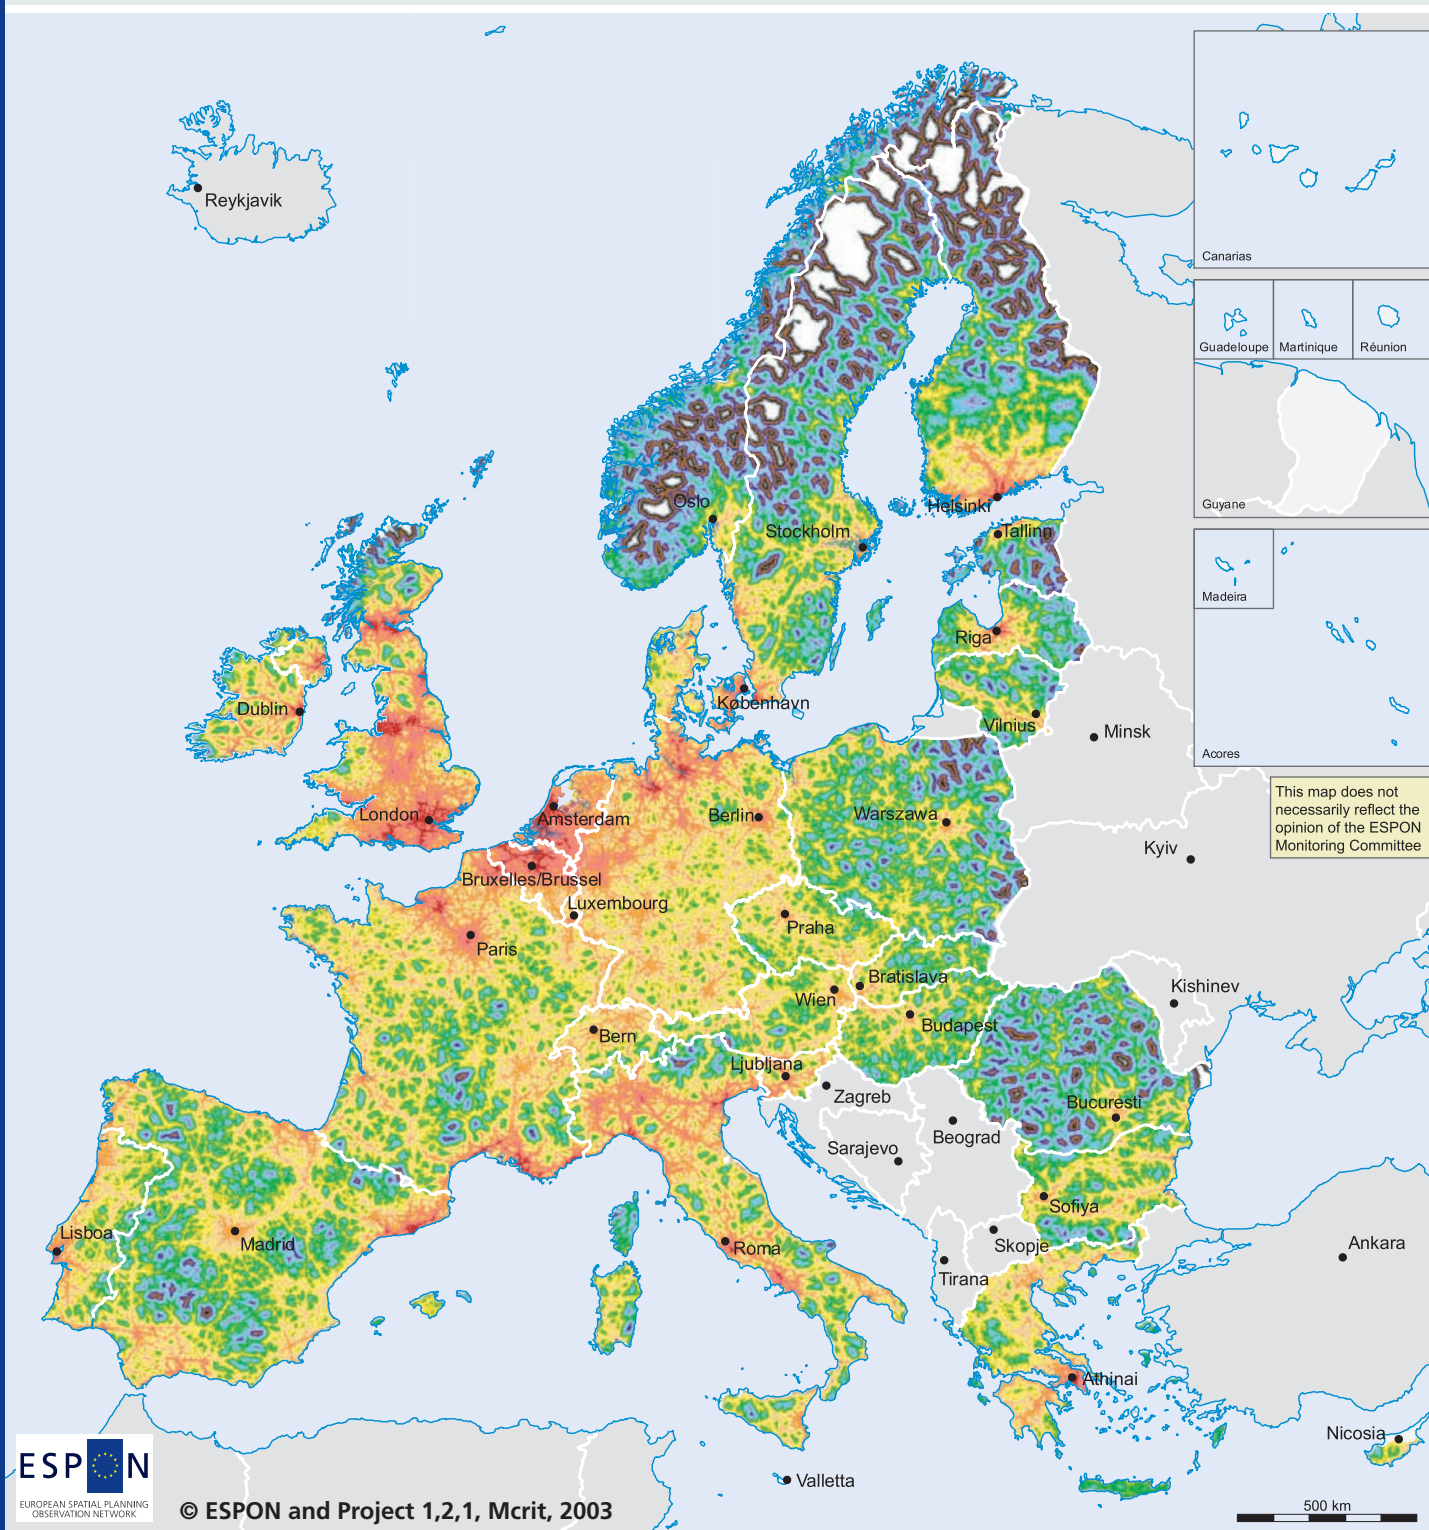 Reykjavik
Canarias
Guadeloupe
Martinique
Réunion
Guyane
Oslo
Helsinki
Stockholm
Tallinn
Madeira
Riga
Dublin
København
Vilnius
Minsk
Acores
This map does not
necessarily reflect the
opinion of the ESPON
Monitoring Committee
London
Amsterdam
Berlin
Warszawa
Kyiv
Bruxelles/Brüssel
Luxembourg
Praha
Paris
Bratislava
Wien
Kishinev
Budapest
Bern
Ljubljana
Zagreb
Bucuresti
Beograd
Sarajevo
Sofiya
Lisboa
Madrid
Roma
Skopje
Ankara
Tirana
Athinai
Nicosia
ESPON
EUROPEAN SPATIAL PLANNING
OBSERVATION NETWORK
Valletta
© ESPON and Project 1,2,1, Mcrit, 2003
500 km